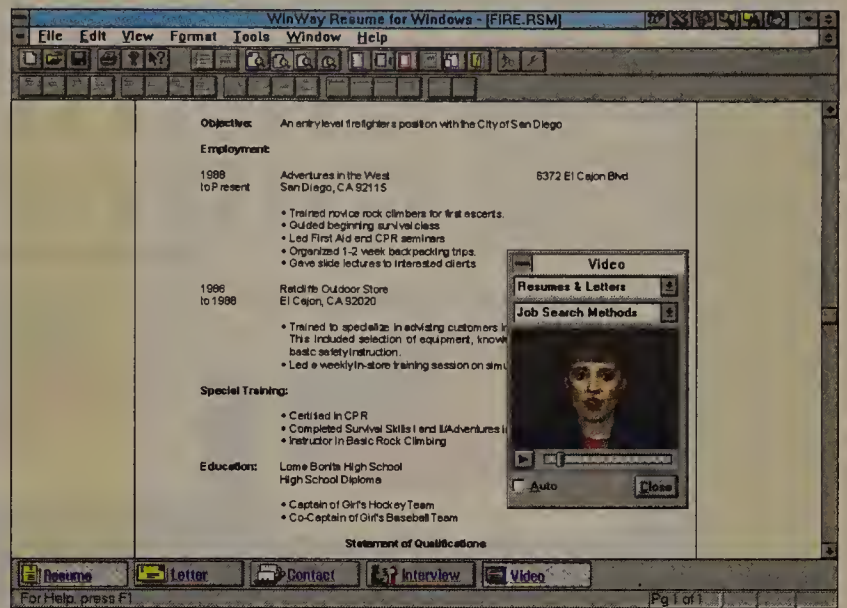 WinWay Resume for Windows - [FIRE.RSM]
File Edit View Format Tools Window Help
Objective: An entry level firefighters position with the City of San Diego
Employment:
1988 Adventures in the West 6372 El Cajon Blvd
to Present San Diego, CA 92115
• Trained novice rock climbers for first ascents.
• Guided beginning survival class
• Led First Aid and CPR seminars
• Organized 1-2 week backpacking trips.
• Gave slide lectures to interested clients
1986 Ratcliffe Outdoor Store
to 1988 El Cajon, CA 92020
• Trained to specialize in advising customers in
This included selection of equipment, knowl
basic safety instruction.
• Led a weekly in-store training session on simu
Special Training:
• Certified in CPR
• Completed Survival Skills I and II/Adventures i
• Instructor in Basic Rock Climbing
Education: Lome Bonita High School
High School Diploma
• Captain of Girl's Hockey Team
• Co-Captain of Girl's Baseball Team
Statement of Qualifications
Video
Resumes & Letters
Job Search Methods
Auto Close
Resume Letter Contact Interview Video
For Help, press F1 Pg 1 of 1